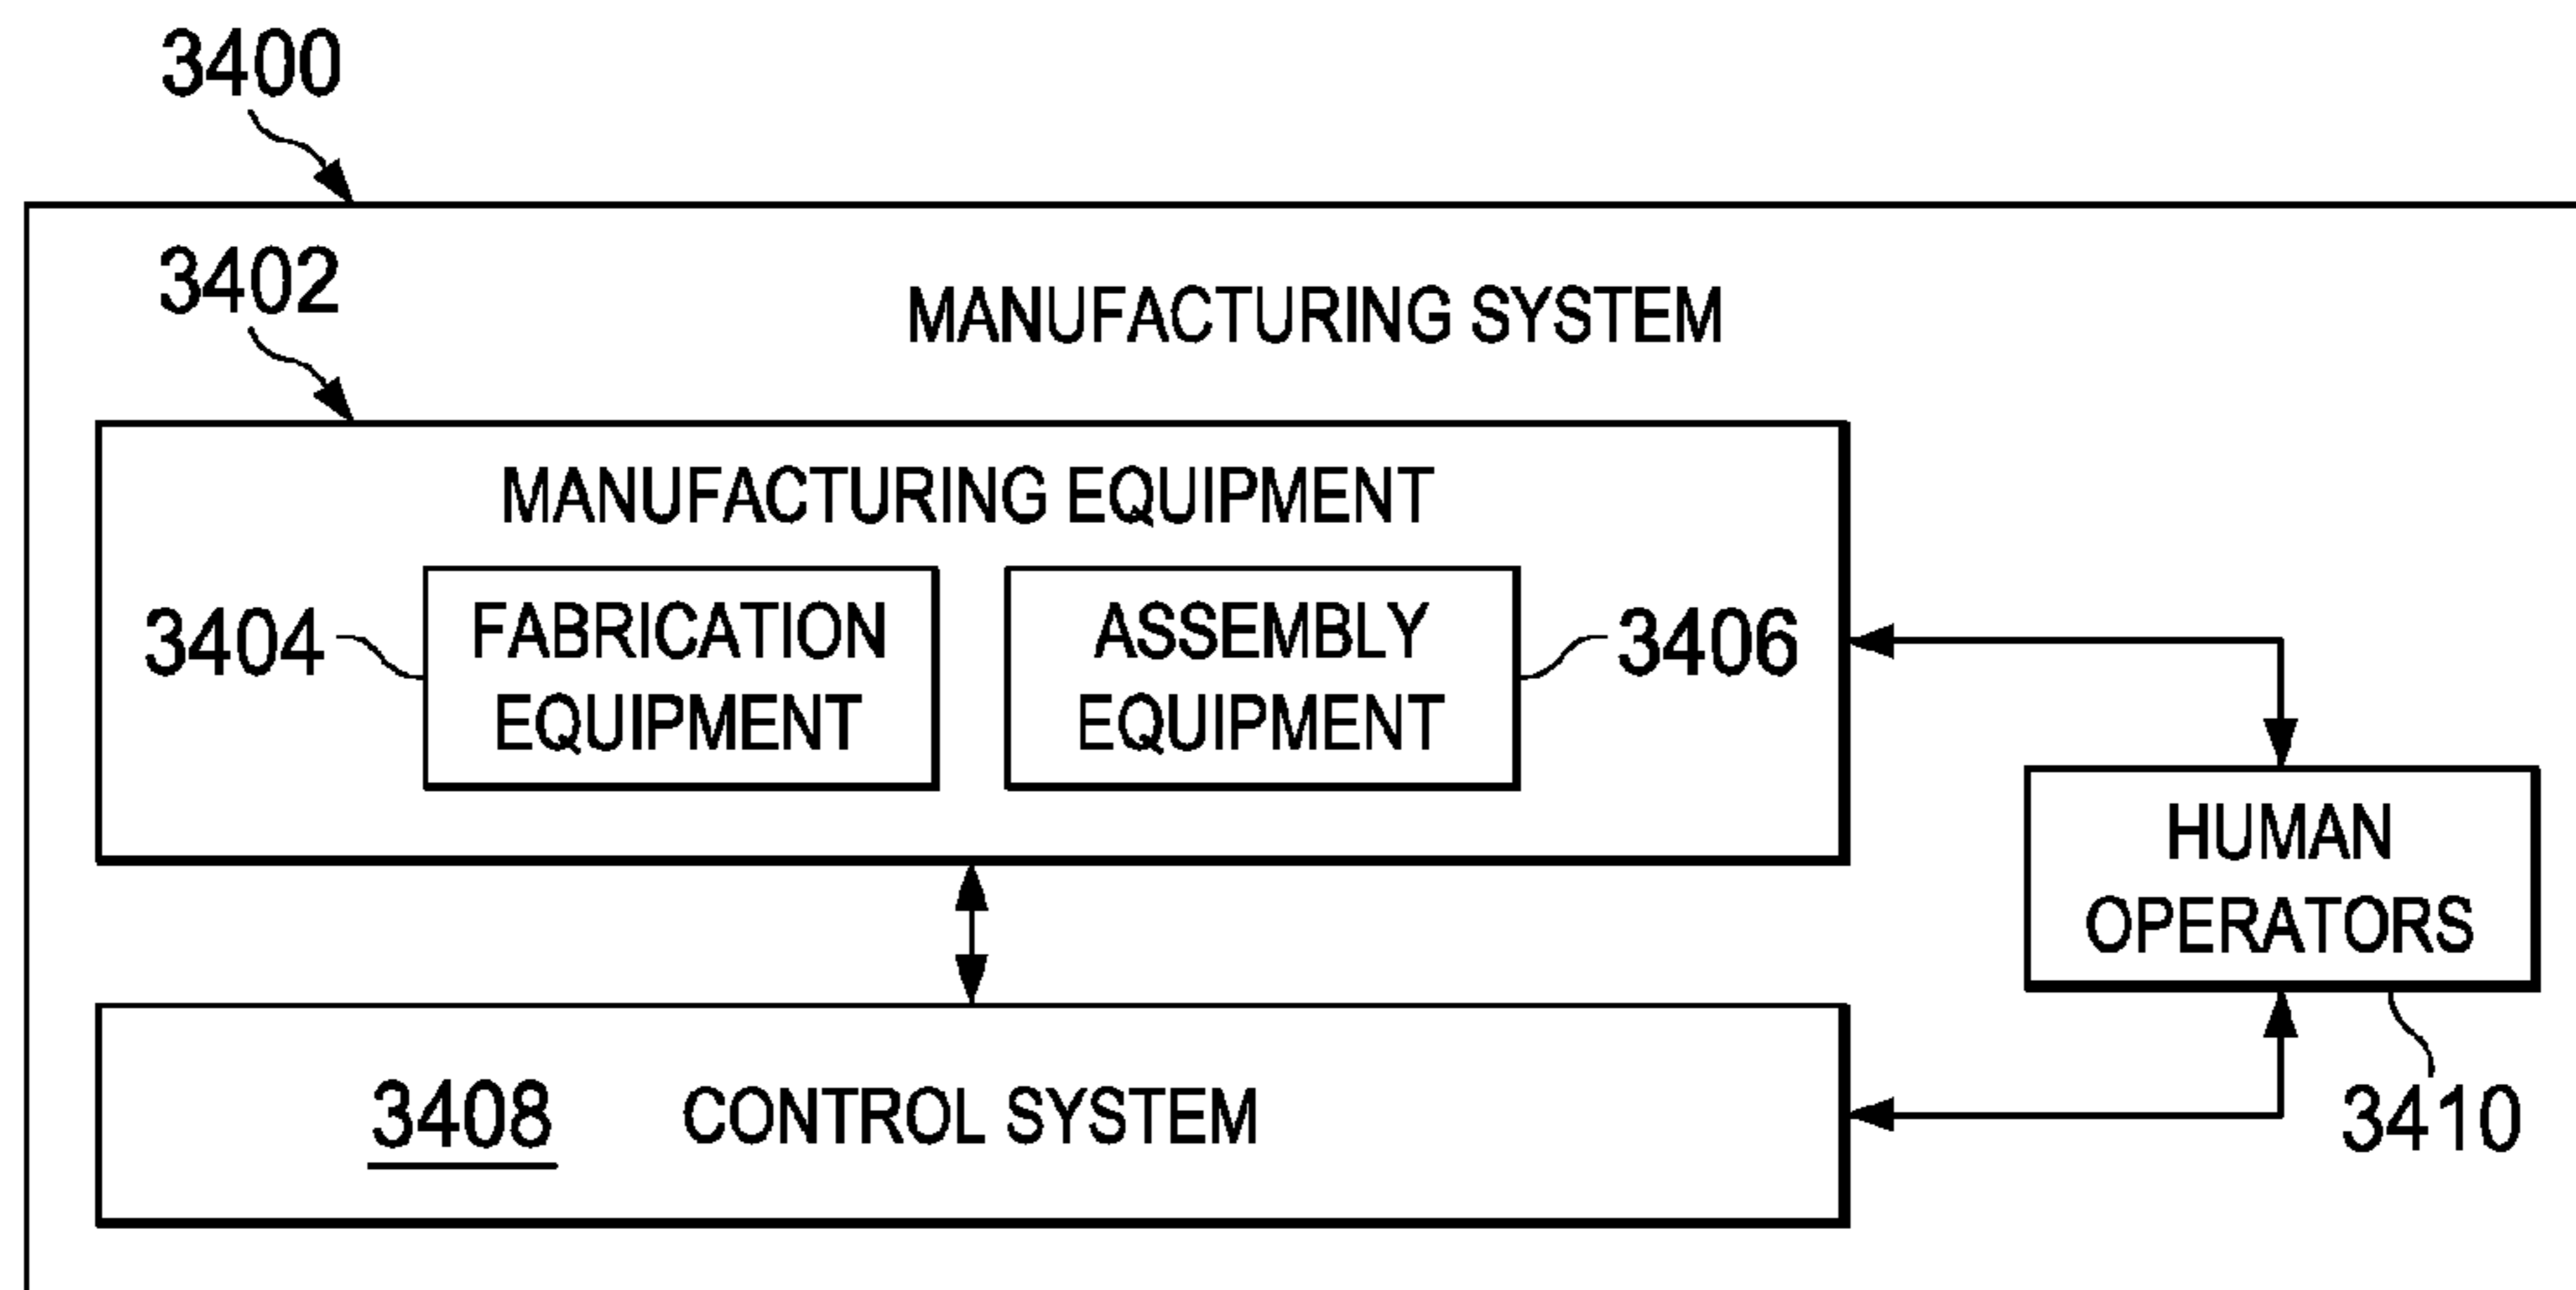 3400
3402
MANUFACTURING SYSTEM
MANUFACTURING EQUIPMENT
3404
FABRICATION
EQUIPMENT
ASSEMBLY
EQUIPMENT
3406
HUMAN
OPERATORS
3408 CONTROL SYSTEM
3410